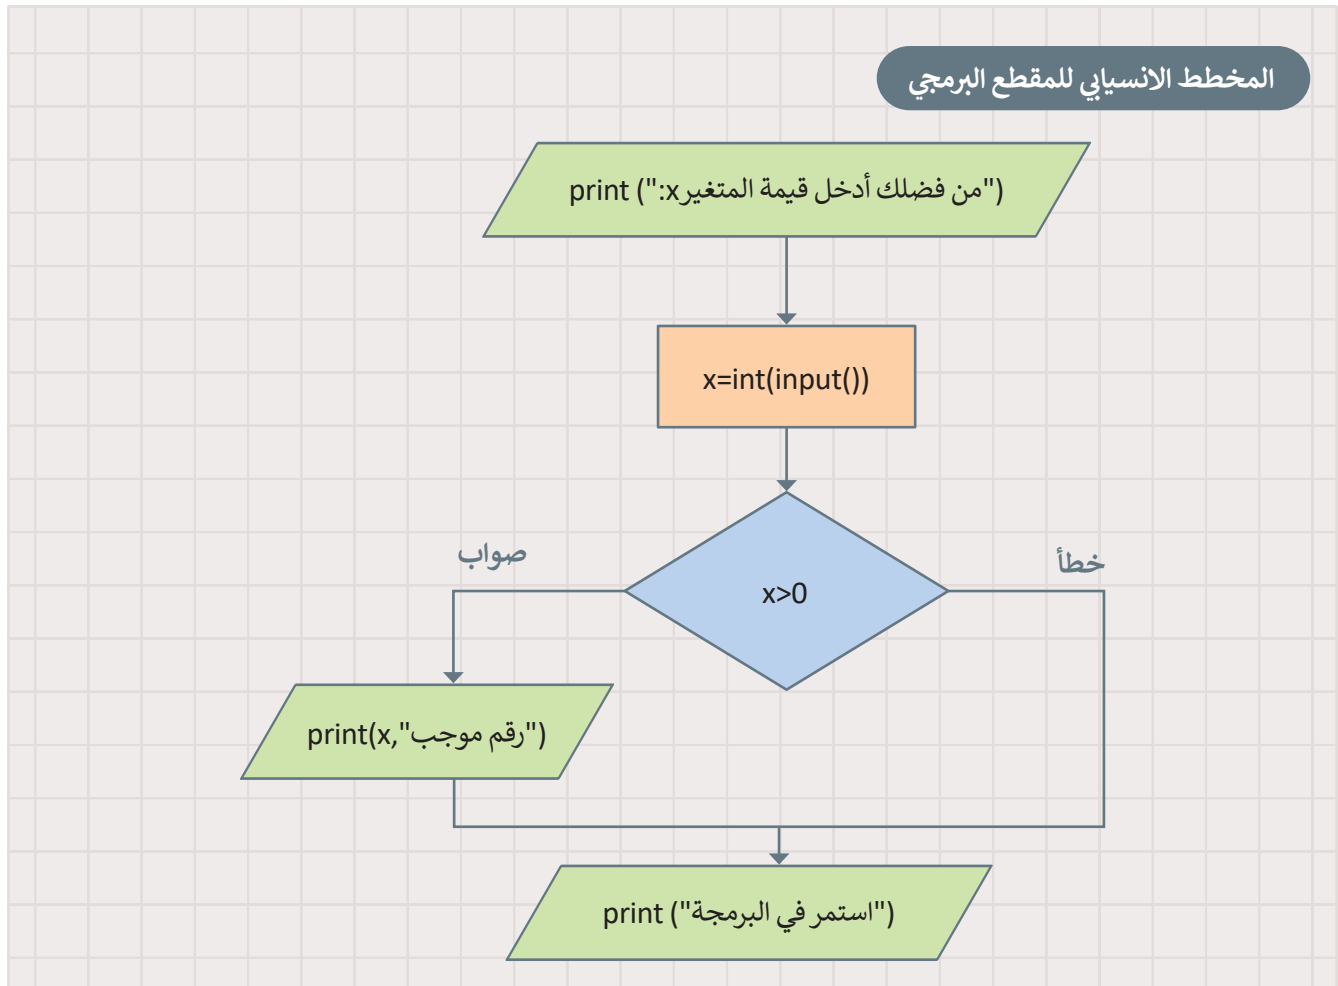 المخطط الانسيابي للمقطع البرمجي
print ("من فضلك أدخل قيمة المتغيرx:")
x=int(input())
x>0
صواب
خطأ
print(x,"رقم موجب")
print ("استمر في البرمجة")